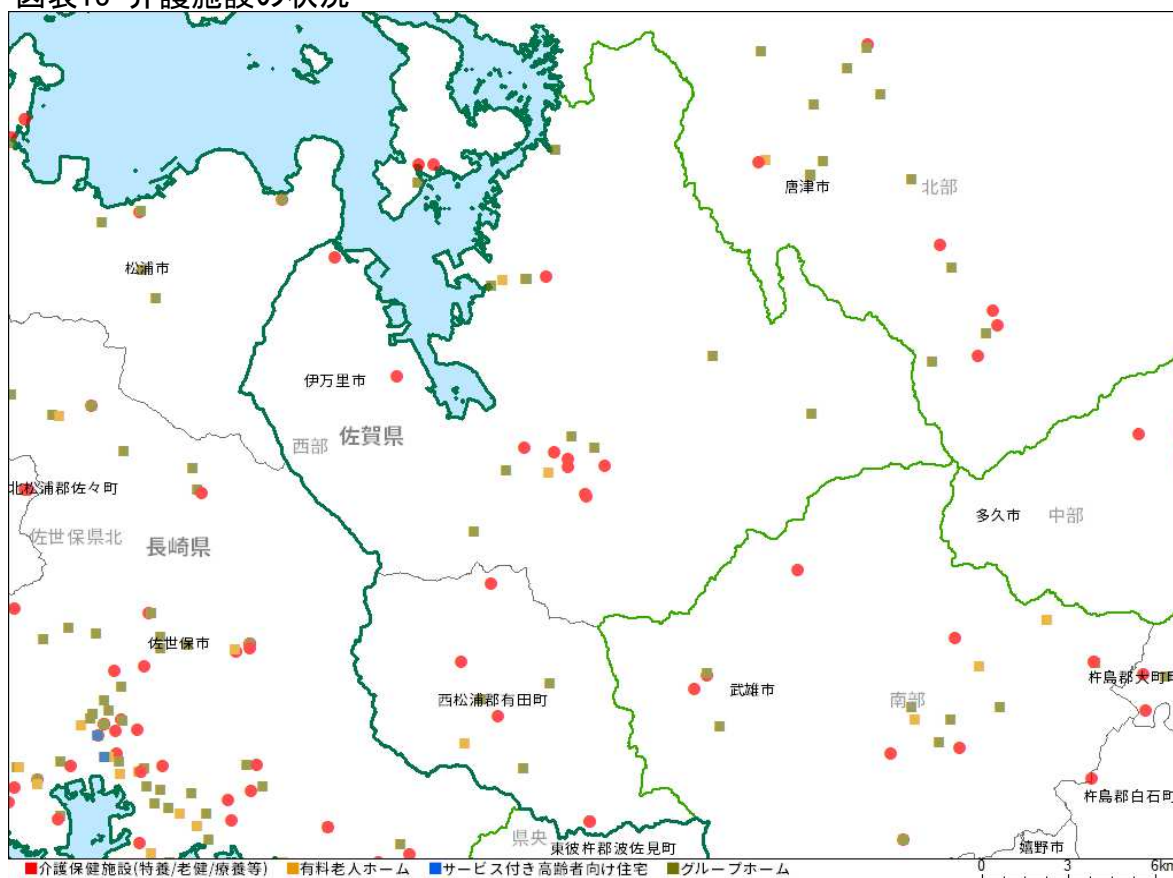 図表10 介護施設の状況
唐津市
北部
松浦市
伊万里市
佐賀県
西部
北松浦郡佐々町
多久市
中部
佐世保県北
長崎県
佐世保市
杵島郡大町町
西松浦郡有田町
武雄市
南部
杵島郡白石町
県央
東彼杵郡波佐見町
嬉野市
介護保健施設(特養/老健/療養等)
有料老人ホーム
サービス付き高齢者向け住宅
グループホーム
0 3 6km